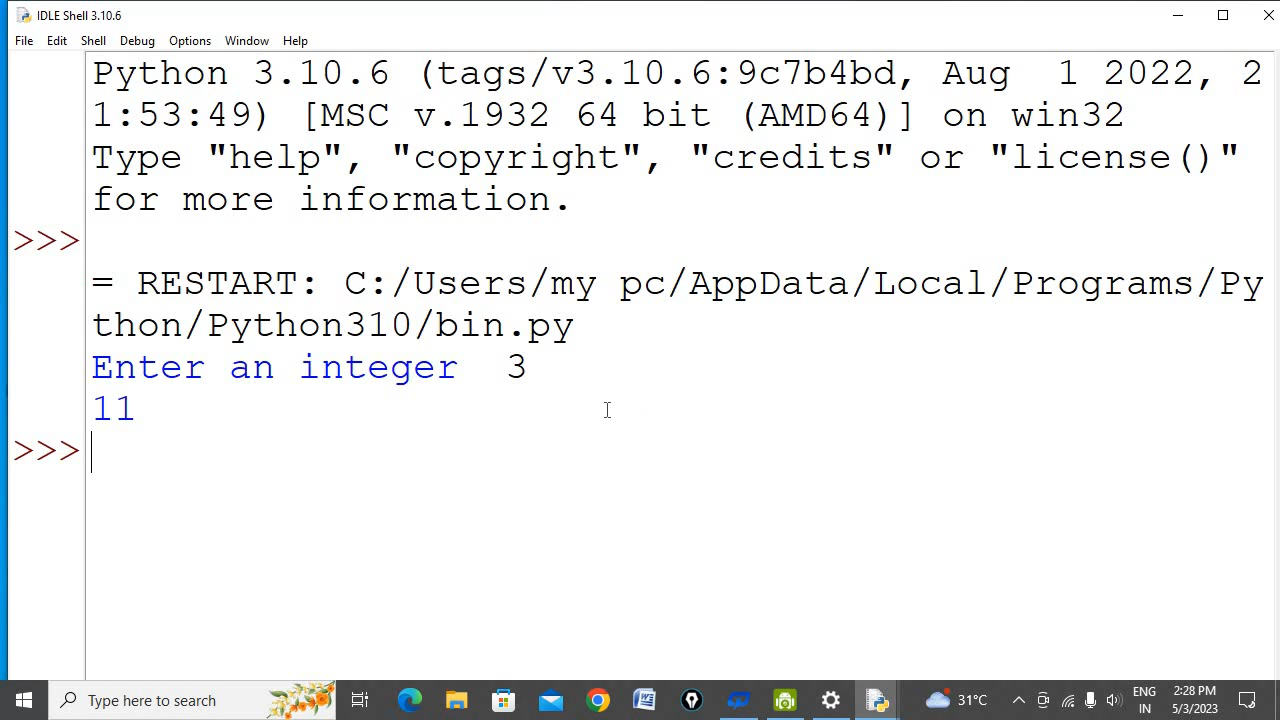 IDLE Shell 3.10.6
File Edit Shell Debug Options Window Help
Python 3.10.6 (tags/v3.10.6:9c7b4bd, Aug  1 2022, 2
1:53:49) [MSC v.1932 64 bit (AMD64)] on win32
Type "help", "copyright", "credits" or "license()"
for more information.
>>>
= RESTART: C:/Users/my pc/AppData/Local/Programs/Py
thon/Python310/bin.py
Enter an integer  3
11
>>>
Type here to search
31°C
ENG
IN
2:28 PM
5/3/2023